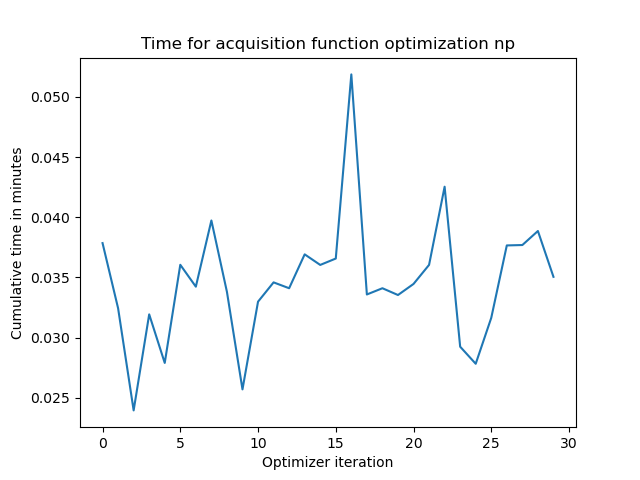 Time for acquisition function optimization np
Cumulative time in minutes
0.050
0.045
0.040
0.035
0.030
0.025
0 5 10 15 20 25 30
Optimizer iteration